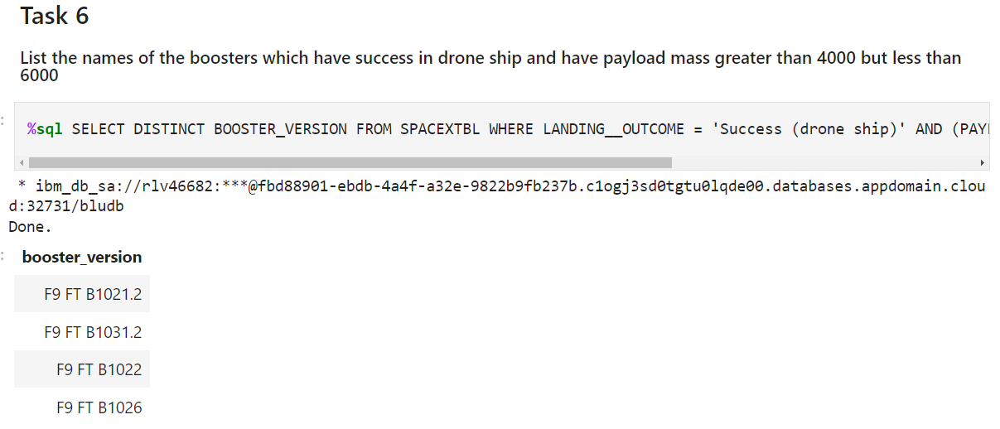 Task 6
List the names of the boosters which have success in drone ship and have payload mass greater than 4000 but less than
6000
%sql SELECT DISTINCT BOOSTER_VERSION FROM SPACEXTBL WHERE LANDING__OUTCOME = 'Success (drone ship)' AND (PAYL
* ibm_db_sa://rlv46682:***@fbd88901-ebdb-4a4f-a32e-9822b9fb237b.c1ogj3sd0tgtu0lqde00.databases.appdomain.clou
d:32731/bludb
Done.
booster_version
F9 FT B1021.2
F9 FT B1031.2
F9 FT B1022
F9 FT B1026